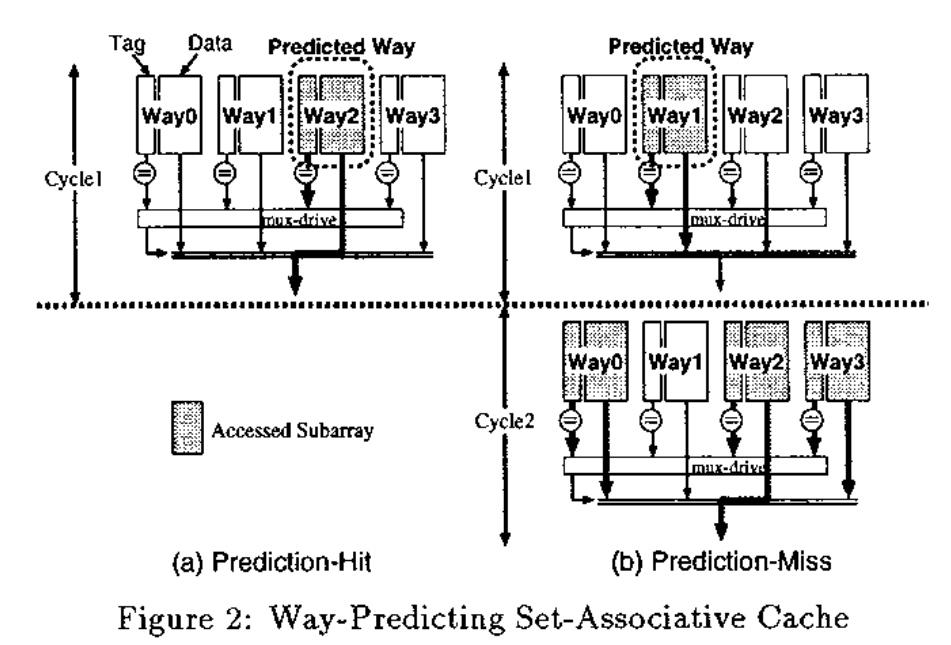 Tag Data Predicted Way Predicted Way
Way0 Way1 Way2 Way3 Way0 Way1 Way2 Way3
= = = = = = = =
Cycle1 Cycle1
mux-drive mux-drive
Way0 Way1 Way2 Way3
= = = =
Cycle2
Accessed Subarray
mux-drive
(a) Prediction-Hit (b) Prediction-Miss
Figure 2: Way-Predicting Set-Associative Cache